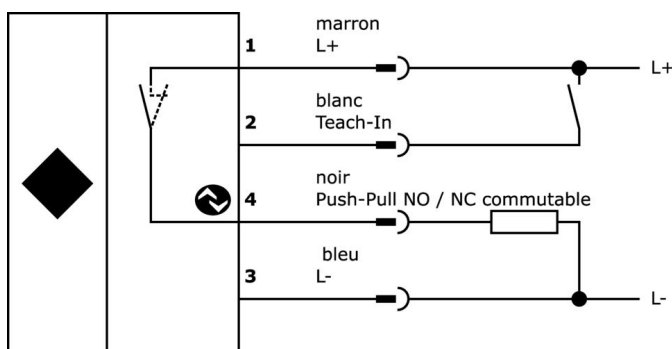 marron
1 L+
L+
blanc
2 Teach-In
noir
4 Push-Pull NO / NC commutable
bleu
3 L-
L-